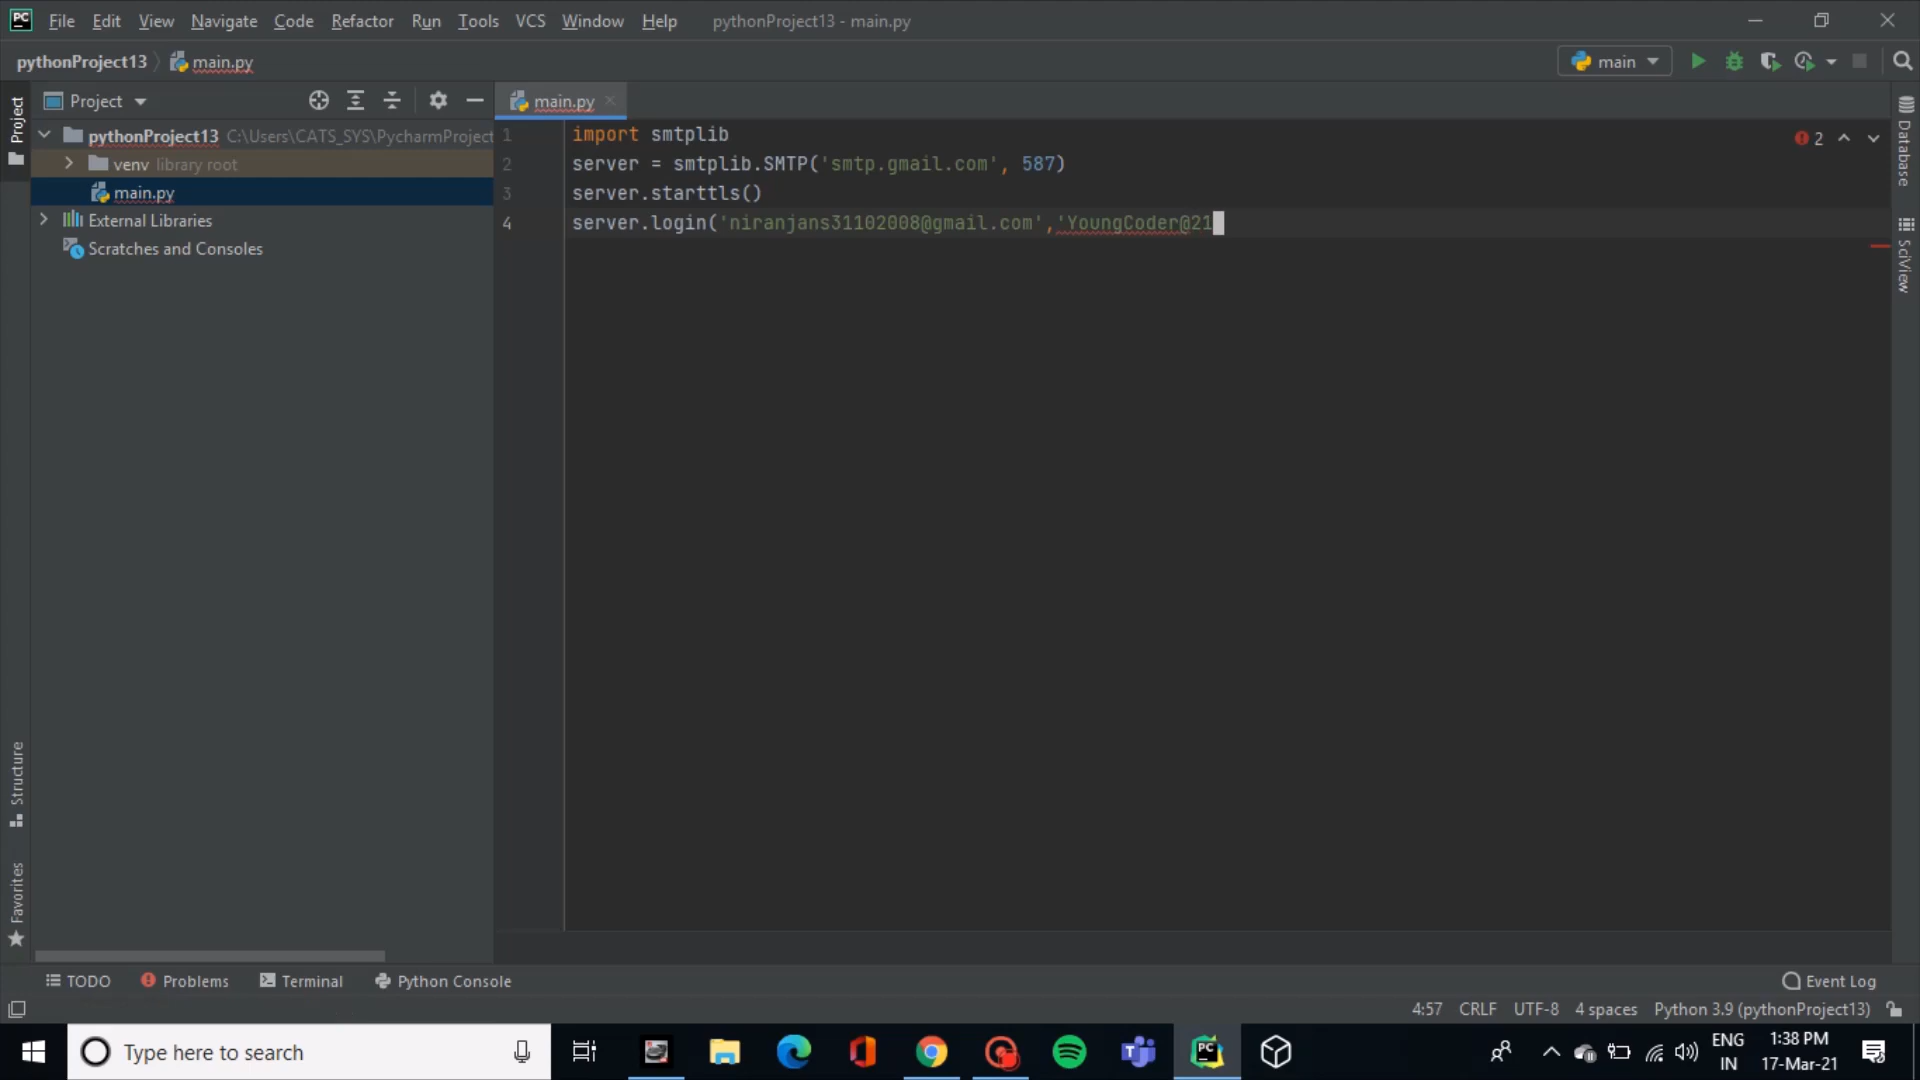 PC File Edit View Navigate Code Refactor Run Tools VCS Window Help pythonProject13 - main.py
pythonProject13 main.py main
Project main.py
pythonProject13 C:\Users\CATS_SYS\PycharmProject
venv library root
main.py
External Libraries
Scratches and Consoles
1 import smtplib
2 server = smtplib.SMTP('smtp.gmail.com', 587)
3 server.starttls()
4 server.login('niranjans31102008@gmail.com','YoungCoder@21
2
Project
Structure
Favorites
Database
SciView
TODO Problems Terminal Python Console Event Log
4:57 CRLF UTF-8 4 spaces Python 3.9 (pythonProject13)
Type here to search PC ENG 1:38 PM
IN 17-Mar-21